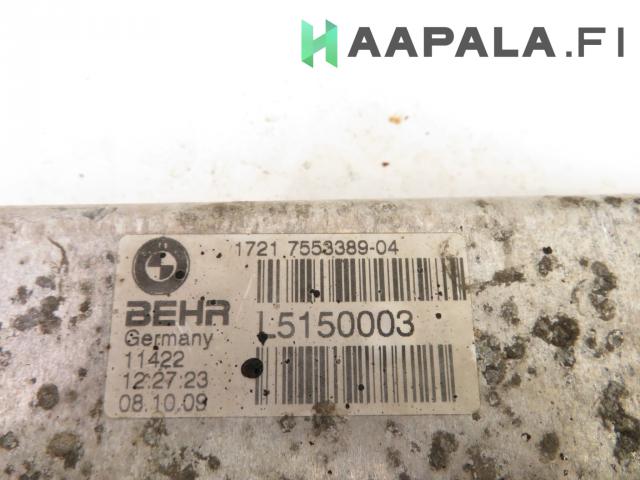 HAAPALA.FI
1721 7553389-04
BEHR
L5150003
Germany
11422
12:27:23
08.10.09